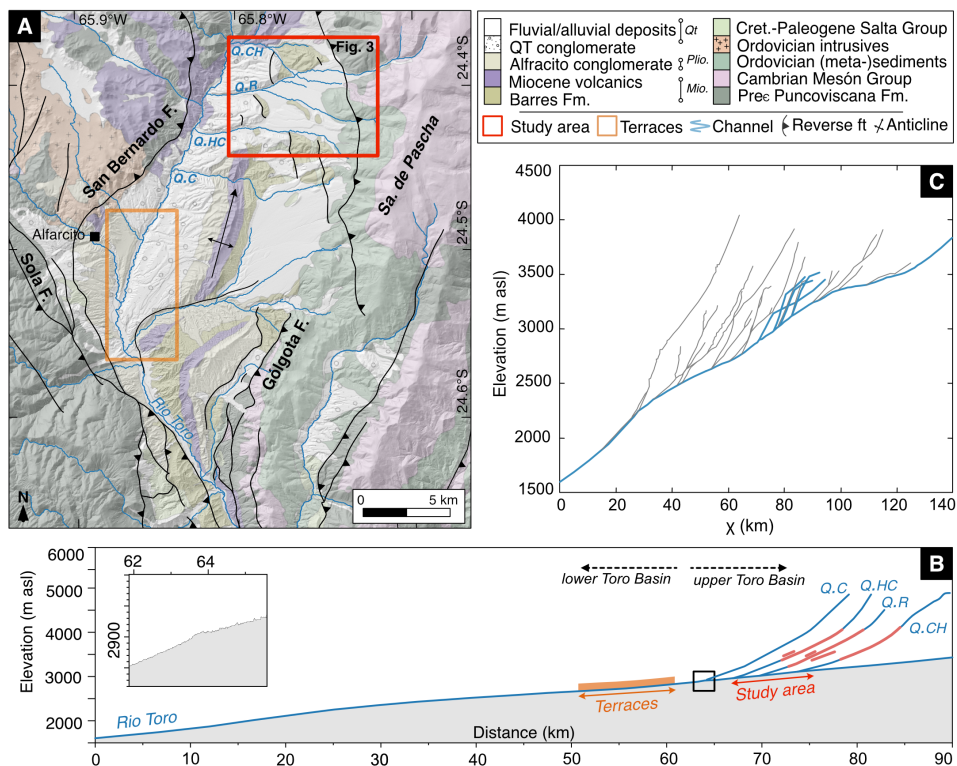 A
65.9°W
65.8°W
24.4°S
24.5°S
24.6°S
Q.CH
Fig. 3
Q.R
Q.HC
Q.C
San Bernardo F.
Sa. de Pascha
Alfarcito
Sola F.
Gólgota F.
Rio Toro
N
0 5 km
Fluvial/alluvial deposits
Qt
QT conglomerate
Alfarcito conglomerate
Plio.
Miocene volcanics
Mio.
Barres Fm.
Cret.-Paleogene Salta Group
Ordovician intrusives
Ordovician (meta-)sediments
Cambrian Mesón Group
Preϵ Puncoviscana Fm.
Study area
Terraces
Channel
Reverse ft
Anticline
C
Elevation (m asl)
4500
4000
3500
3000
2500
2000
1500
0 20 40 60 80 100 120 140
χ (km)
B
Elevation (m asl)
6000
5000
4000
3000
2000
62 64
2900
lower Toro Basin
upper Toro Basin
Q.C
Q.HC
Q.R
Q.CH
Rio Toro
Terraces
Study area
Distance (km)
0 10 20 30 40 50 60 70 80 90